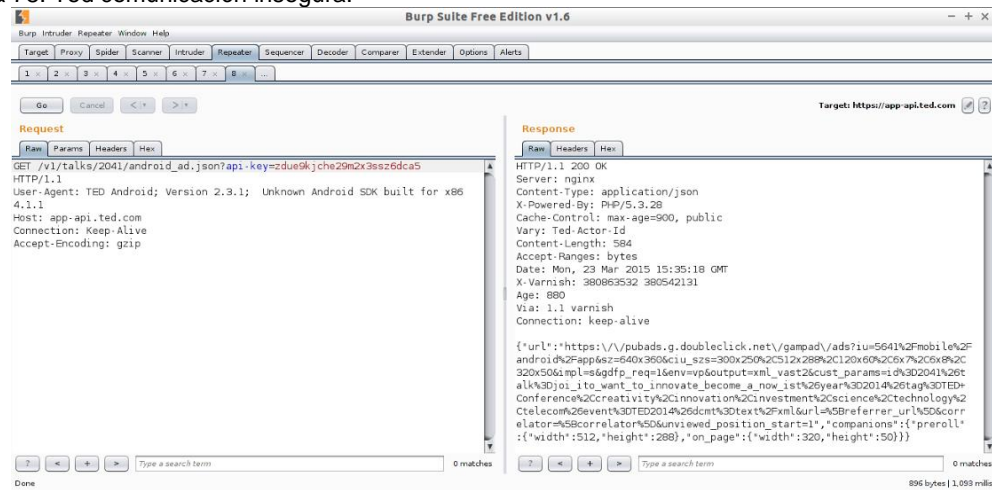 Ted comunicación insegura.
Burp Suite Free Edition v1.6
Burp Intruder Repeater Window Help
Target Proxy Spider Scanner Intruder Repeater Sequencer Decoder Comparer Extender Options Alerts
1 2 3 4 5 6 7 8 ...
Go Cancel < >
Target: https://app-api.ted.com
Request
Raw Params Headers Hex
GET /v1/talks/2041/android_ad.json?api-key=zdue9kjche29m2x3ssz6dca5
HTTP/1.1
User-Agent: TED Android; Version 2.3.1; Unknown Android SDK built for x86
4.1.1
Host: app-api.ted.com
Connection: Keep-Alive
Accept-Encoding: gzip
? < + > Type a search term 0 matches
Response
Raw Headers Hex
HTTP/1.1 200 OK
Server: nginx
Content-Type: application/json
X-Powered-By: PHP/5.3.28
Cache-Control: max-age=900, public
Vary: Ted-Actor-Id
Content-Length: 584
Accept-Ranges: bytes
Date: Mon, 23 Mar 2015 15:35:18 GMT
X-Varnish: 380863532 380542131
Age: 880
Via: 1.1 varnish
Connection: keep-alive
{"url":"https:\/\/pubads.g.doubleclick.net\/gampad\/ads?iu=5641%2Fmobile%2F
android%2Fapp&sz=640x360&ciu_szs=300x250%2C512x288%2C120x60%2C6x7%2C6x8%2C
320x50&impl=s&gdfp_req=1&env=vp&output=xml_vast2&cust_params=id%3D2041%26t
alk%3Djoi_ito_want_to_innovate_become_a_now_ist%26year%3D2014%26tag%3DTED+
Conference%2Ccreativity%2Cinnovation%2Cinvestment%2Cscience%2Ctechnology%2
Ctelecom%26event%3DTED2014%26dcmt%3Dtext%2Fxml&url=%5Breferrer_url%5D&corr
elator=%5Bcorrelator%5D&unviewed_position_start=1","companions":{"preroll"
:{"width":512,"height":288},"on_page":{"width":320,"height":50}}}
? < + > Type a search term 0 matches
Done
896 bytes | 1,093 millis